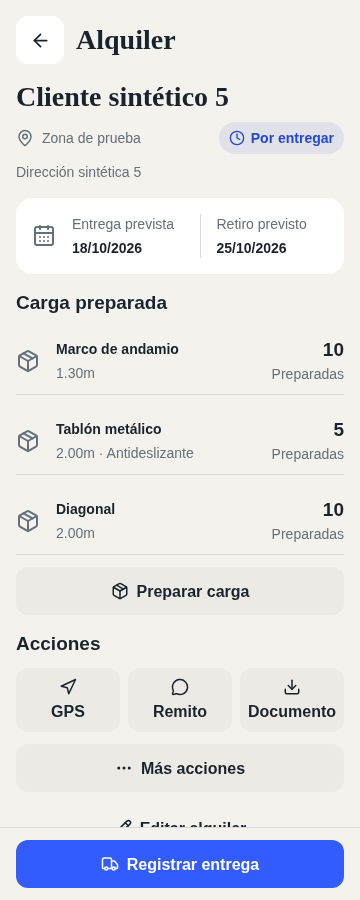 Alquiler
Cliente sintético 5
Zona de prueba
Por entregar
Dirección sintética 5
Entrega prevista
18/10/2026
Retiro previsto
25/10/2026
Carga preparada
Marco de andamio
10
1.30m
Preparadas
Tablón metálico
5
2.00m · Antideslizante
Preparadas
Diagonal
10
2.00m
Preparadas
Preparar carga
Acciones
GPS
Remito
Documento
Más acciones
Editar alquiler
Registrar entrega